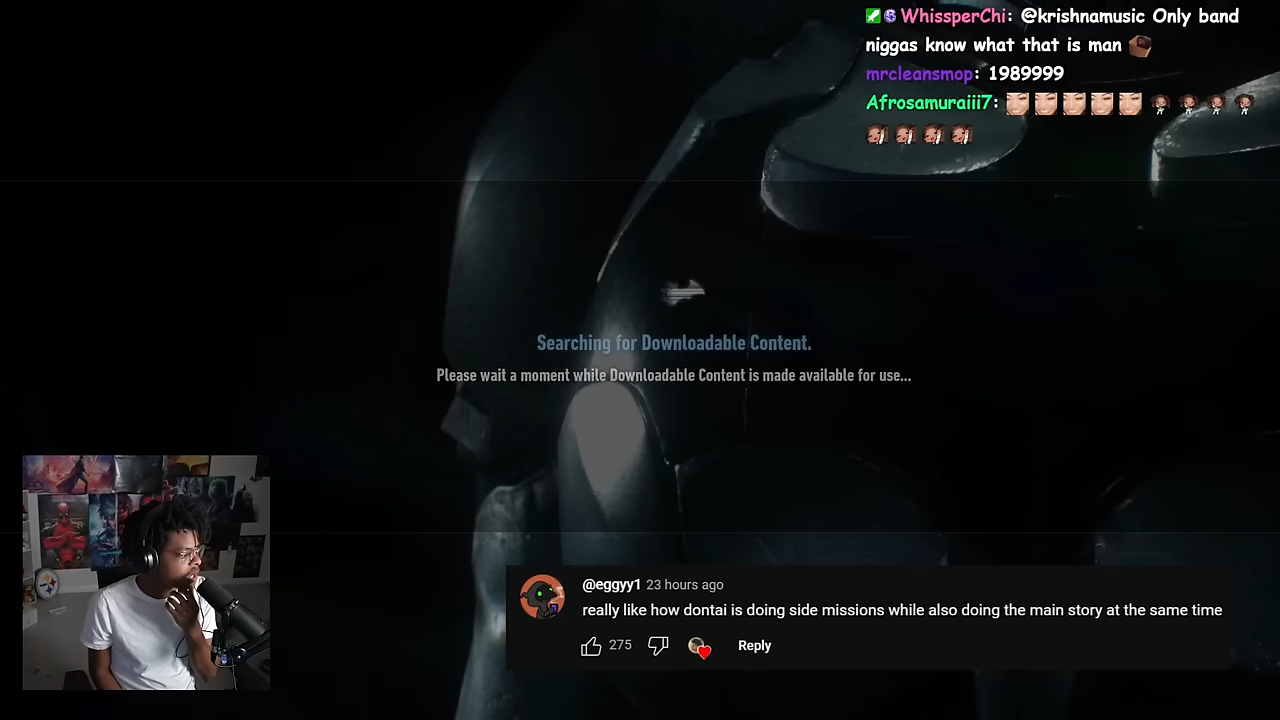 WhissperChi: @krishnamusic Only band
niggas know what that is man
mrcleansmop: 1989999
Afrosamuraiii7:
Searching for Downloadable Content.
Please wait a moment while Downloadable Content is made available for use...
@eggyy1 23 hours ago
really like how dontai is doing side missions while also doing the main story at the same time
275 Reply